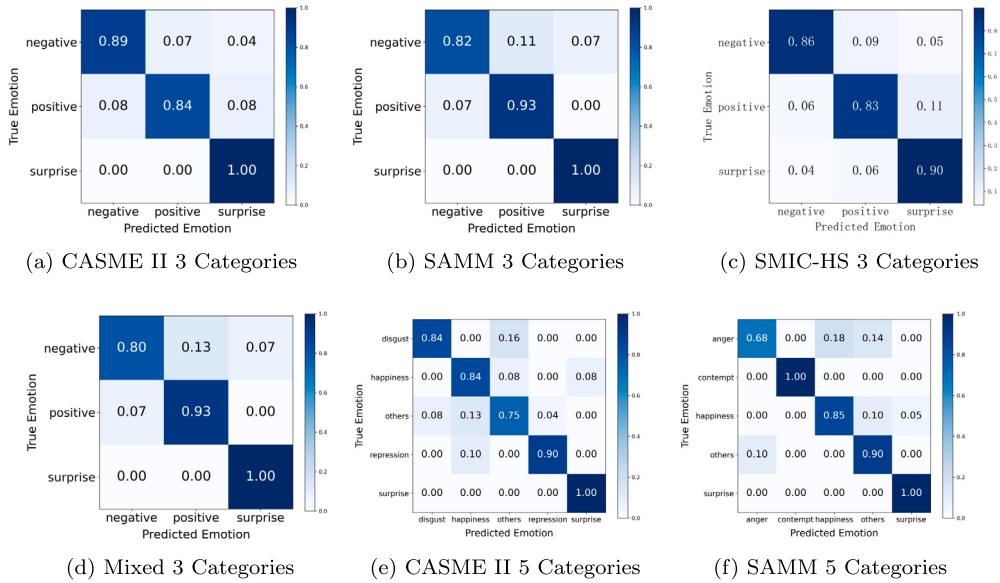 negative 0.89 0.07 0.04
positive 0.08 0.84 0.08
surprise 0.00 0.00 1.00
negative positive surprise
Predicted Emotion
True Emotion
1.0
0.8
0.6
0.4
0.2
0.0
(a) CASME II 3 Categories
negative 0.82 0.11 0.07
positive 0.07 0.93 0.00
surprise 0.00 0.00 1.00
negative positive surprise
Predicted Emotion
True Emotion
1.0
0.8
0.6
0.4
0.2
0.0
(b) SAMM 3 Categories
negative 0.86 0.09 0.05
positive 0.06 0.83 0.11
surprise 0.04 0.06 0.90
negative positive surprise
Predicted Emotion
True Emotion
(c) SMIC-HS 3 Categories
negative 0.80 0.13 0.07
positive 0.07 0.93 0.00
surprise 0.00 0.00 1.00
negative positive surprise
Predicted Emotion
True Emotion
1.0
0.8
0.6
0.4
0.2
0.0
(d) Mixed 3 Categories
disgust 0.84 0.00 0.16 0.00 0.00
happiness 0.00 0.84 0.08 0.00 0.08
others 0.08 0.13 0.75 0.04 0.00
repression 0.00 0.10 0.00 0.90 0.00
surprise 0.00 0.00 0.00 0.00 1.00
disgust happiness others repression surprise
Predicted Emotion
True Emotion
1.0
0.8
0.6
0.4
0.2
0.0
(e) CASME II 5 Categories
anger 0.68 0.00 0.18 0.14 0.00
contempt 0.00 1.00 0.00 0.00 0.00
happiness 0.00 0.00 0.85 0.10 0.05
others 0.10 0.00 0.00 0.90 0.00
surprise 0.00 0.00 0.00 0.00 1.00
anger contempt happiness others surprise
Predicted Emotion
True Emotion
1.0
0.8
0.6
0.4
0.2
0.0
(f) SAMM 5 Categories